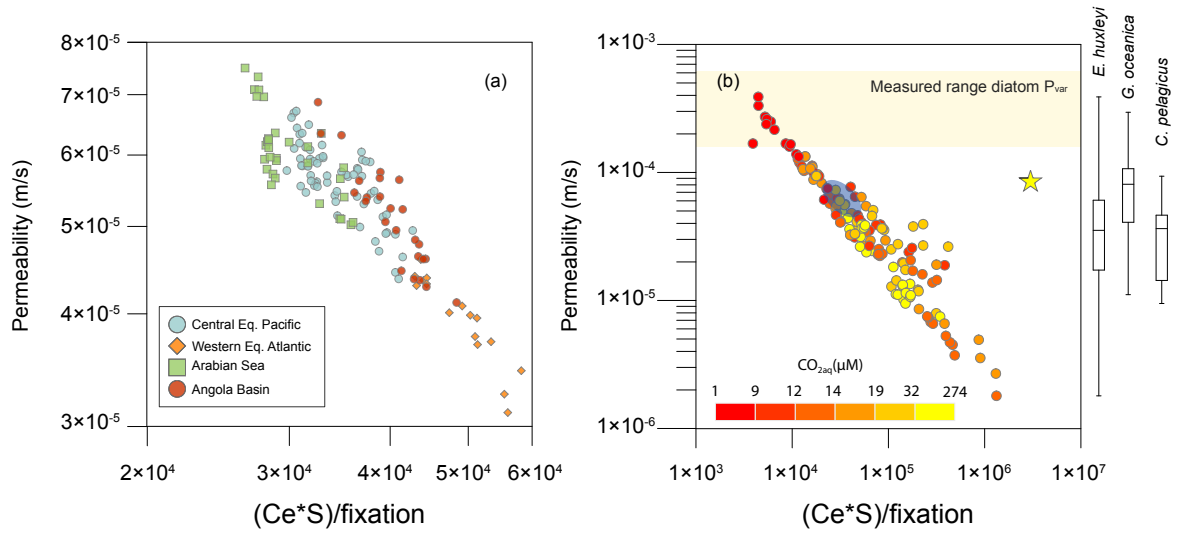 (a)
8×10⁻⁵
7×10⁻⁵
6×10⁻⁵
5×10⁻⁵
4×10⁻⁵
3×10⁻⁵
Permeability (m/s)
Central Eq. Pacific
Western Eq. Atlantic
Arabian Sea
Angola Basin
2×10⁴ 3×10⁴ 4×10⁴ 5×10⁴ 6×10⁴
(Ce*S)/fixation
(b)
Measured range diatom Pvar
1×10⁻³
1×10⁻⁴
1×10⁻⁵
1×10⁻⁶
Permeability (m/s)
CO2aq(μM)
1 9 12 14 19 32 274
1×10³ 1×10⁴ 1×10⁵ 1×10⁶ 1×10⁷
(Ce*S)/fixation
E. huxleyi
G. oceanica
C. pelagicus